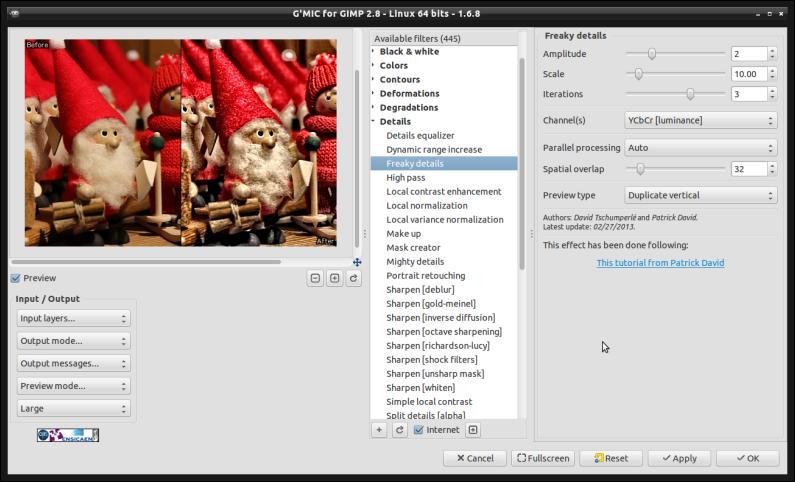 G'MIC for GIMP 2.8 - Linux 64 bits - 1.6.8
Before
After
Preview
Input / Output
Input layers...
Output mode...
Output messages...
Preview mode...
Large
ENSICAEN
Available filters (445)
Black & white
Colors
Contours
Deformations
Degradations
Details
Details equalizer
Dynamic range increase
Freaky details
High pass
Local contrast enhancement
Local normalization
Local variance normalization
Make up
Mask creator
Mighty details
Portrait retouching
Sharpen [deblur]
Sharpen [gold-meinel]
Sharpen [inverse diffusion]
Sharpen [octave sharpening]
Sharpen [richardson-lucy]
Sharpen [shock filters]
Sharpen [unsharp mask]
Sharpen [whiten]
Simple local contrast
Split details [alpha]
Internet
Freaky details
Amplitude 2
Scale 10.00
Iterations 3
Channel(s) YCbCr [luminance]
Parallel processing Auto
Spatial overlap 32
Preview type Duplicate vertical
Authors: David Tschumperlé and Patrick David.
Latest update: 02/27/2013.
This effect has been done following:
This tutorial from Patrick David
Cancel
Fullscreen
Reset
Apply
OK